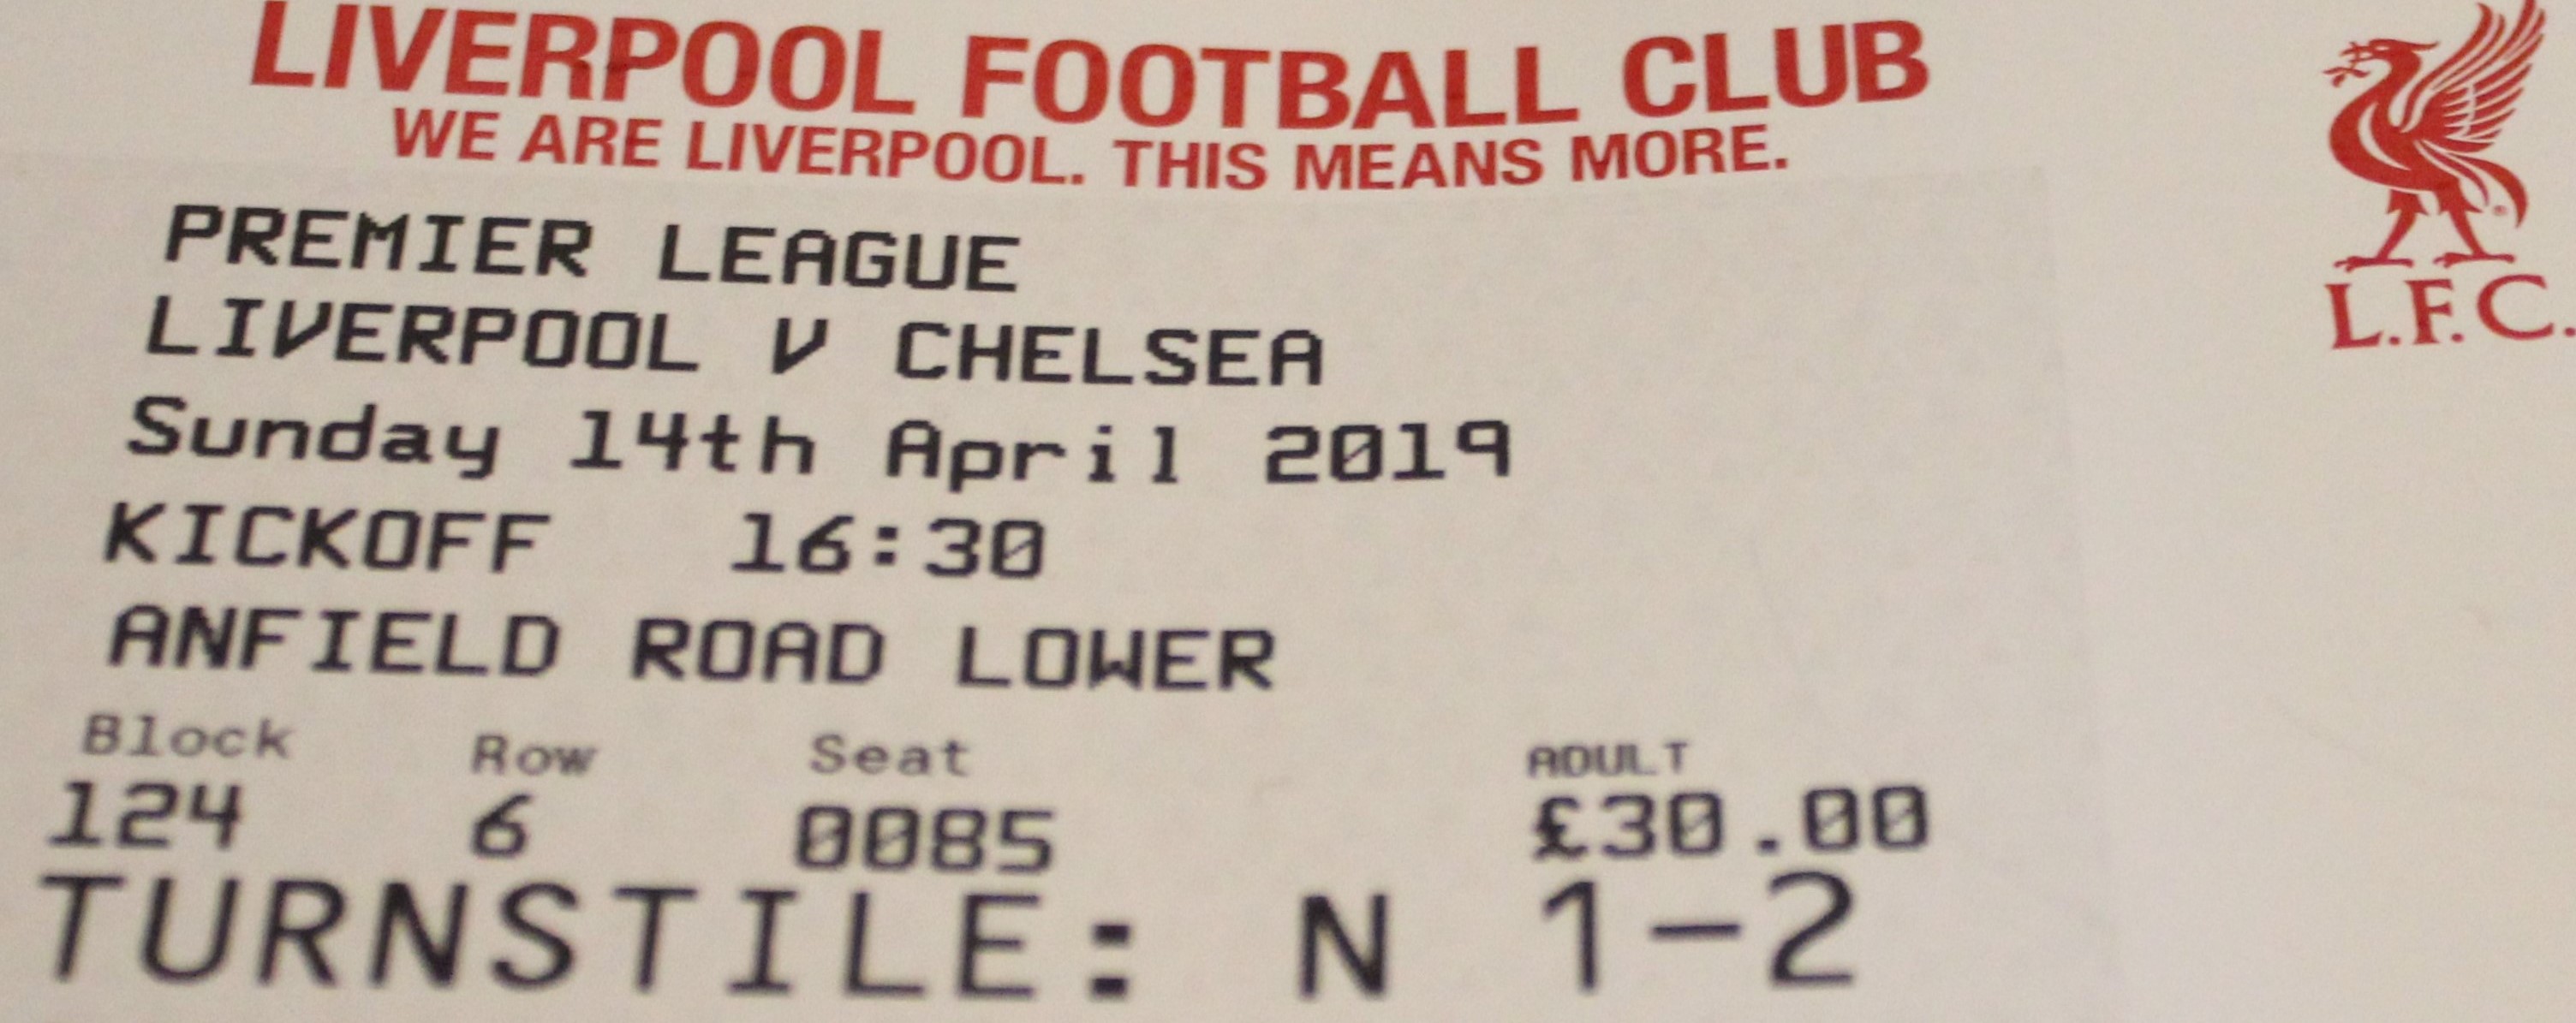 LIVERPOOL FOOTBALL CLUB
WE ARE LIVERPOOL. THIS MEANS MORE.
L.F.C.
PREMIER LEAGUE
LIVERPOOL V CHELSEA
Sunday 14th April 2019
KICKOFF 16:30
ANFIELD ROAD LOWER
Block Row Seat ADULT
124 6 0085 £30.00
TURNSTILE: N 1-2